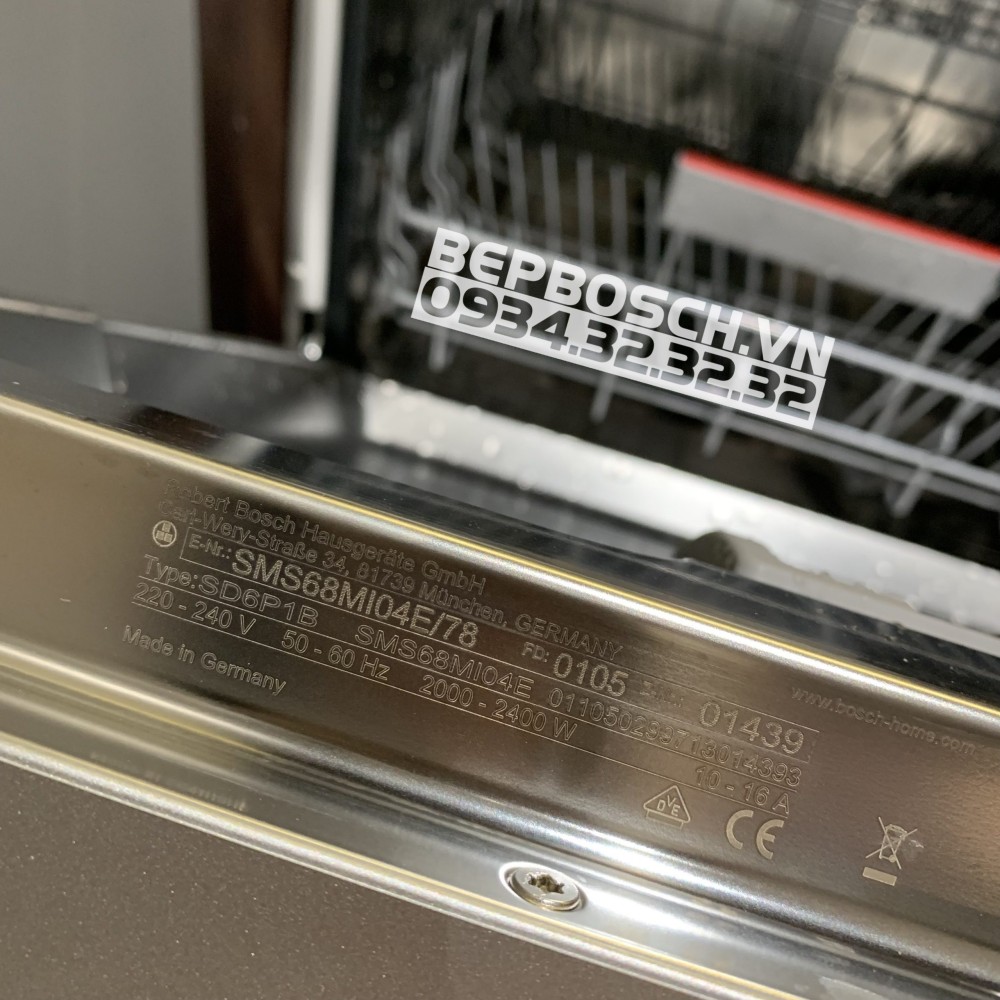 BEPBOSCH.VN
0934.32.32.32
Robert Bosch Hausgeräte GmbH
Carl-Wery-Straße 34, 81739 München, GERMANY
E-Nr.: SMS68MI04E/78 FD: 0105 01439
Type: SD6P1B SMS68MI04E 011050239713014393
220 - 240 V 50 - 60 Hz 2000 - 2400 W 10 - 16 A
Made in Germany
www.bosch-home.com
DVE
CE